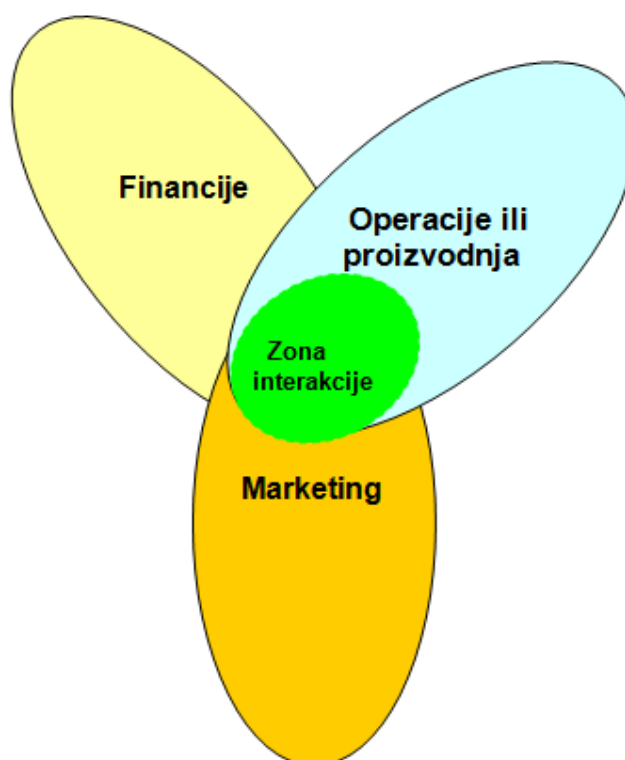 Financije
Operacije ili
proizvodnja
Zona
interakcije
Marketing